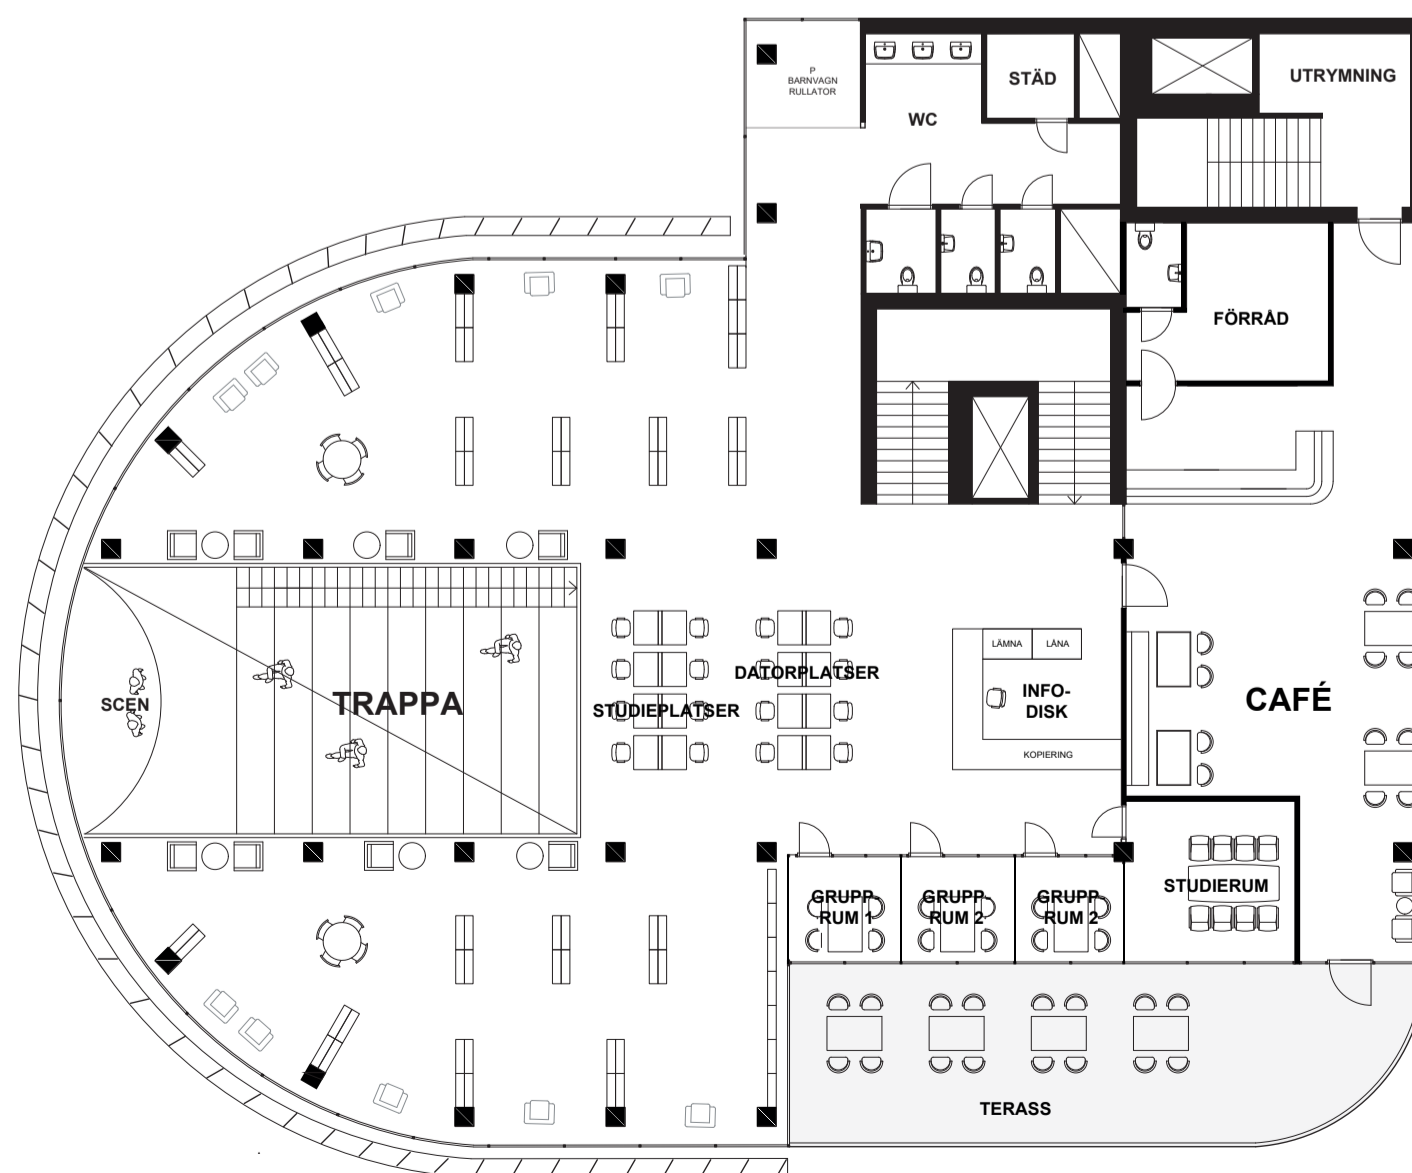 P
BARNVAGN
RULLATOR
WC
STÄD
UTRYMNING
FÖRRÅD
SCEN
TRAPPA
STUDIEPLATSER
DATORPLATSER
LÄMNA
LÅNA
INFO-
DISK
KOPIERING
CAFÉ
GRUPP-
RUM 1
GRUPP-
RUM 2
GRUPP-
RUM 2
STUDIERUM
TERASS